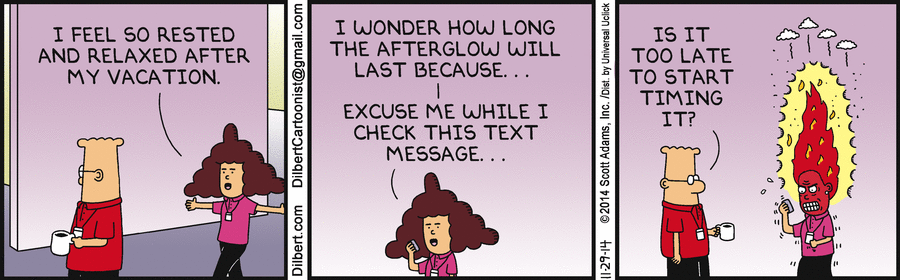 I FEEL SO RESTED
AND RELAXED AFTER
MY VACATION.
Dilbert.com DilbertCartoonist@gmail.com
I WONDER HOW LONG
THE AFTERGLOW WILL
LAST BECAUSE...
EXCUSE ME WHILE I
CHECK THIS TEXT
MESSAGE...
11-29-14 ©2014 Scott Adams, Inc. /Dist. by Universal Uclick
IS IT
TOO LATE
TO START
TIMING
IT?